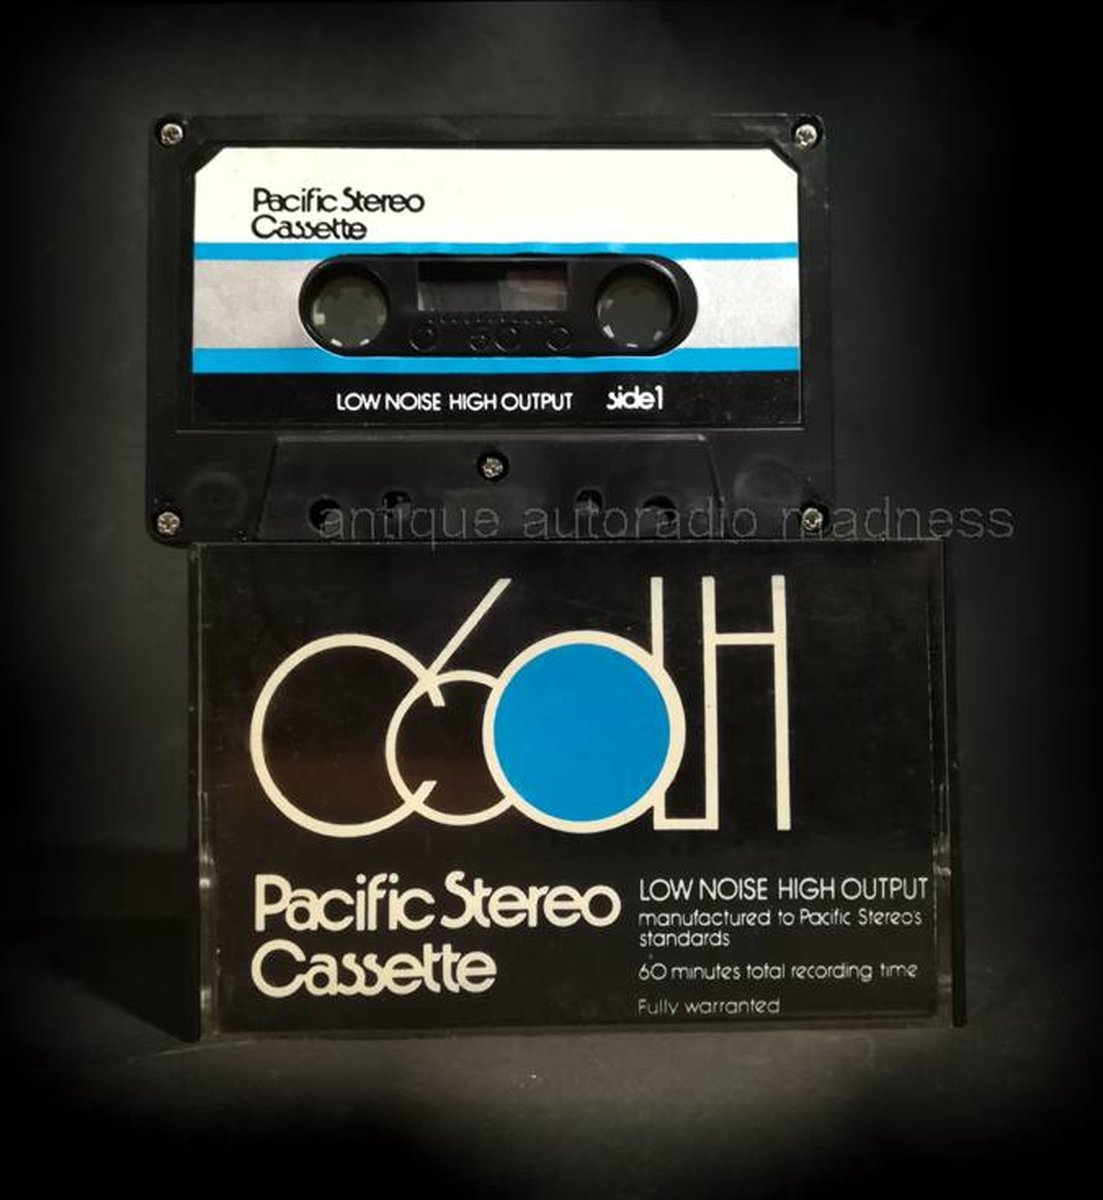 Pacific Stereo
Cassette
LOW NOISE HIGH OUTPUT side1
antique autoradio madness
C60LH
Pacific Stereo
Cassette
LOW NOISE HIGH OUTPUT
manufactured to Pacific Stereo's
standards
60 minutes total recording time
Fully warranted